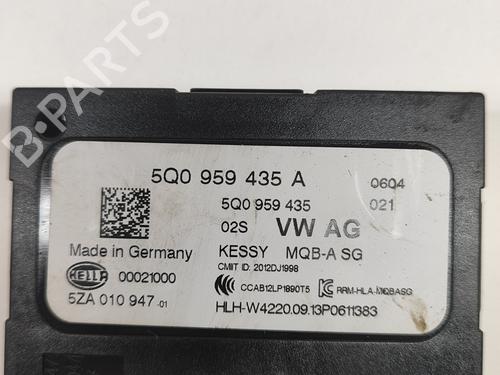 5Q0 959 435 A 0604
5Q0 959 435 021
02S VW AG
Made in Germany KESSY MQB-A SG
CMIIT ID: 2012DJ1998
HELLA 00021000 CCAB12LP1890T5 RRM-HLA-MQBASG
5ZA 010 947-01 HLH-W4220.09.13P0611383
B-PARTS